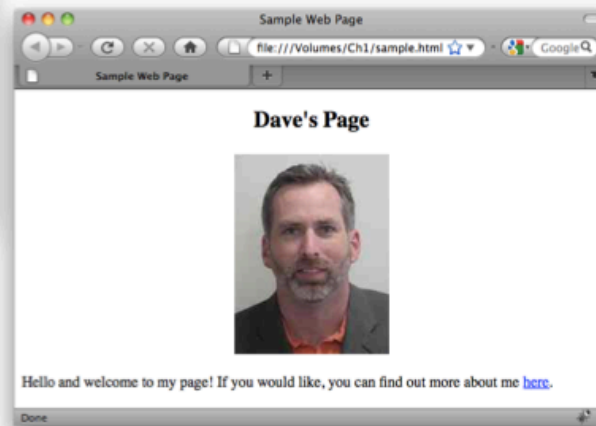 Sample Web Page
file:///Volumes/Ch1/sample.html
Google
Sample Web Page
+
Dave's Page
Hello and welcome to my page! If you would like, you can find out more about me here.
Done